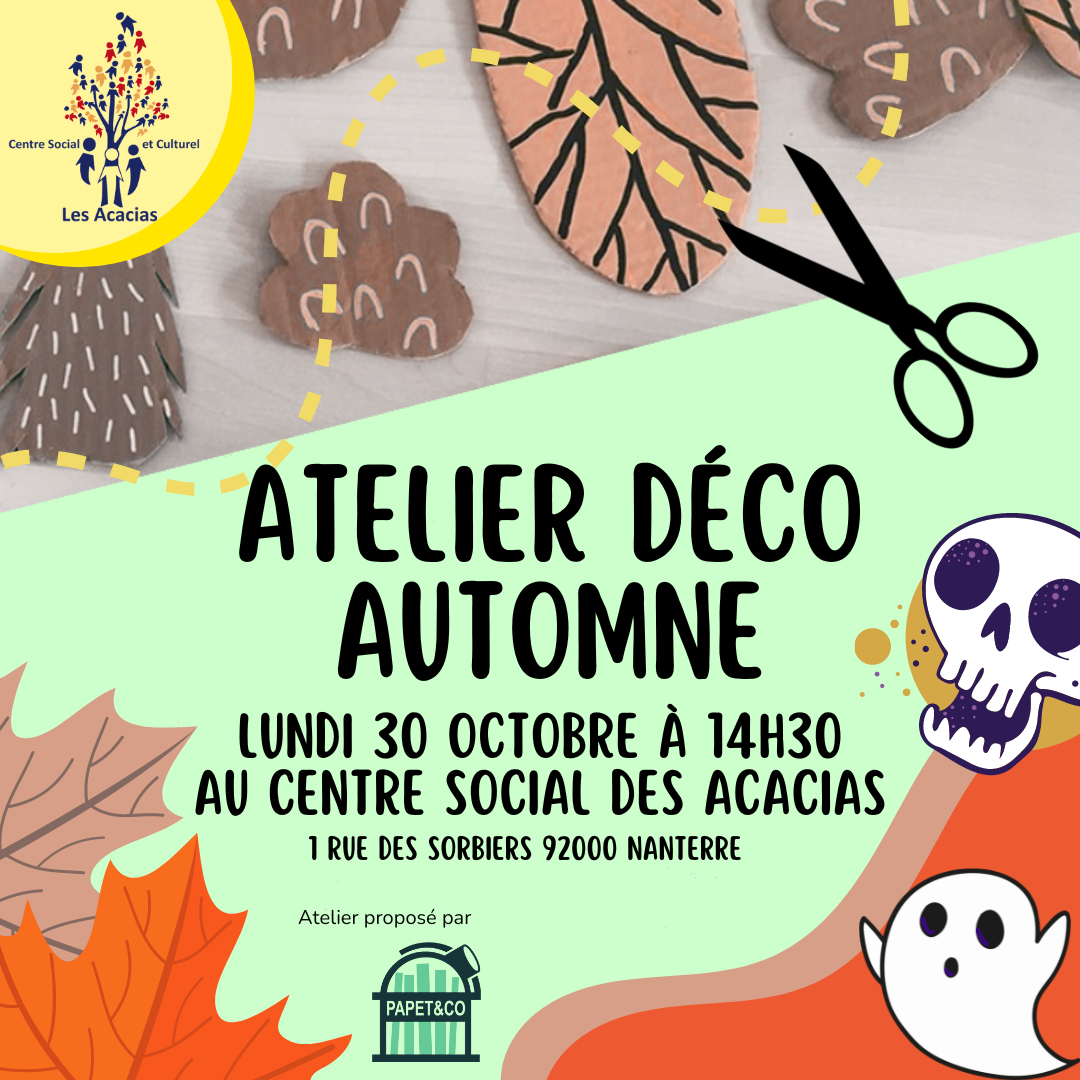 Centre Social et Culturel
Les Acacias
ATELIER DÉCO
AUTOMNE
LUNDI 30 OCTOBRE À 14H30
AU CENTRE SOCIAL DES ACACIAS
1 RUE DES SORBIERS 92000 NANTERRE
Atelier proposé par
PAPET&CO